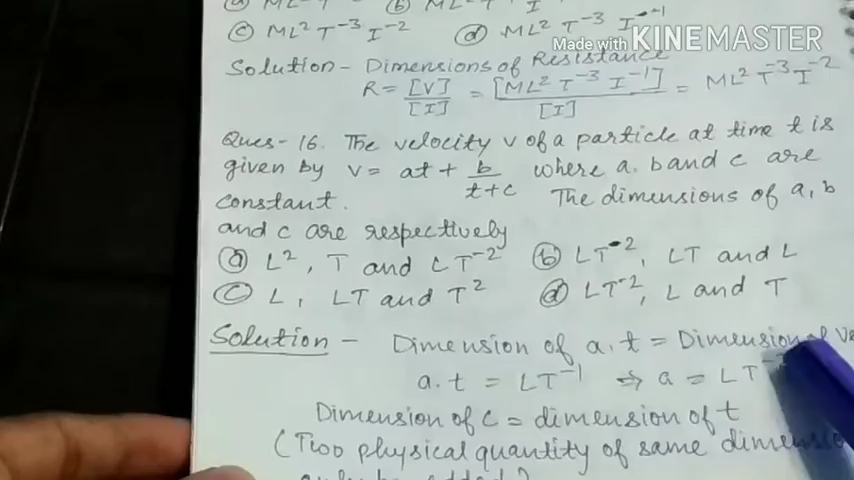 ⓒ ML² T⁻³ I⁻² ⓓ ML² T⁻³ I⁻¹
Made with KINEMASTER
Solution - Dimensions of Resistance
R = [V]/[I] = [ML² T⁻³ I⁻¹]/[I] = ML² T⁻³ I⁻²
Ques- 16. The velocity v of a particle at time t is
given by v = at + b/t+c where a, b and c are
constant. The dimensions of a, b
and c are respectively
ⓐ L², T and LT⁻² ⓑ LT⁻², LT and L
ⓒ L, LT and T² ⓓ LT⁻², L and T
Solution - Dimension of a.t = Dimension of
a.t = LT⁻¹ ⇒ a = LT
Dimension of c = dimension of t
(Two physical quantity of same